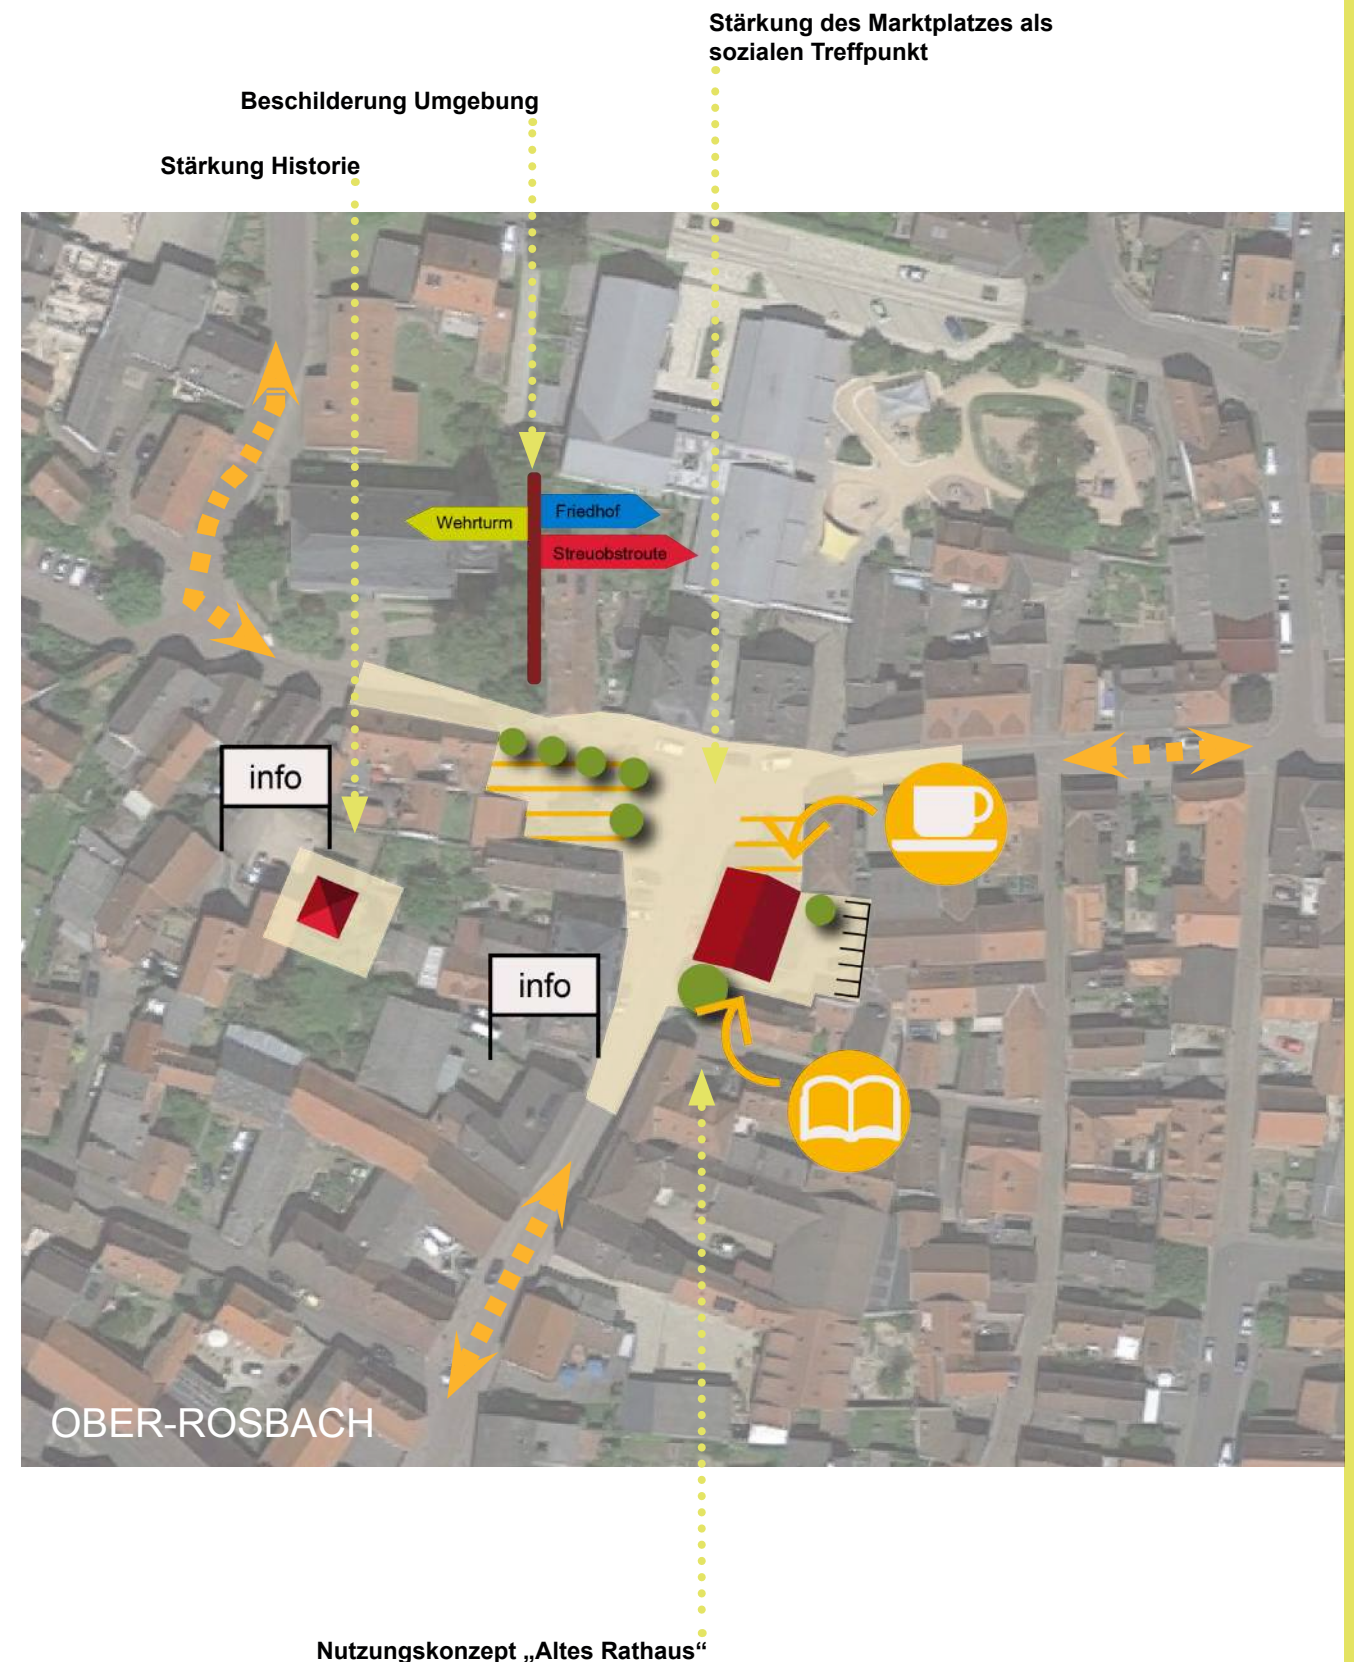 Stärkung des Marktplatzes als
sozialen Treffpunkt
Beschilderung Umgebung
Stärkung Historie
Wehrturm
Friedhof
Streuobstroute
info
info
OBER-ROSBACH
Nutzungskonzept „Altes Rathaus“